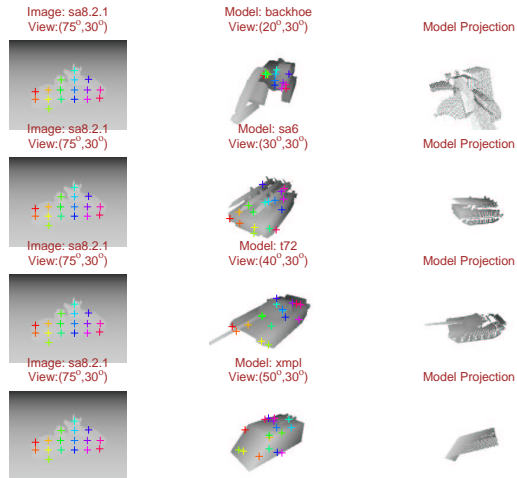 Image: sa8.2.1
View:(75°,30°)
Model: backhoe
View:(20°,30°)
Model Projection
Image: sa8.2.1
View:(75°,30°)
Model: sa6
View:(30°,30°)
Model Projection
Image: sa8.2.1
View:(75°,30°)
Model: t72
View:(40°,30°)
Model Projection
Image: sa8.2.1
View:(75°,30°)
Model: xmpl
View:(50°,30°)
Model Projection